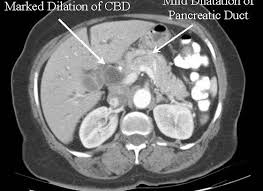 Marked Dilation of CBD
Mild Dilatation of
Pancreatic Duct